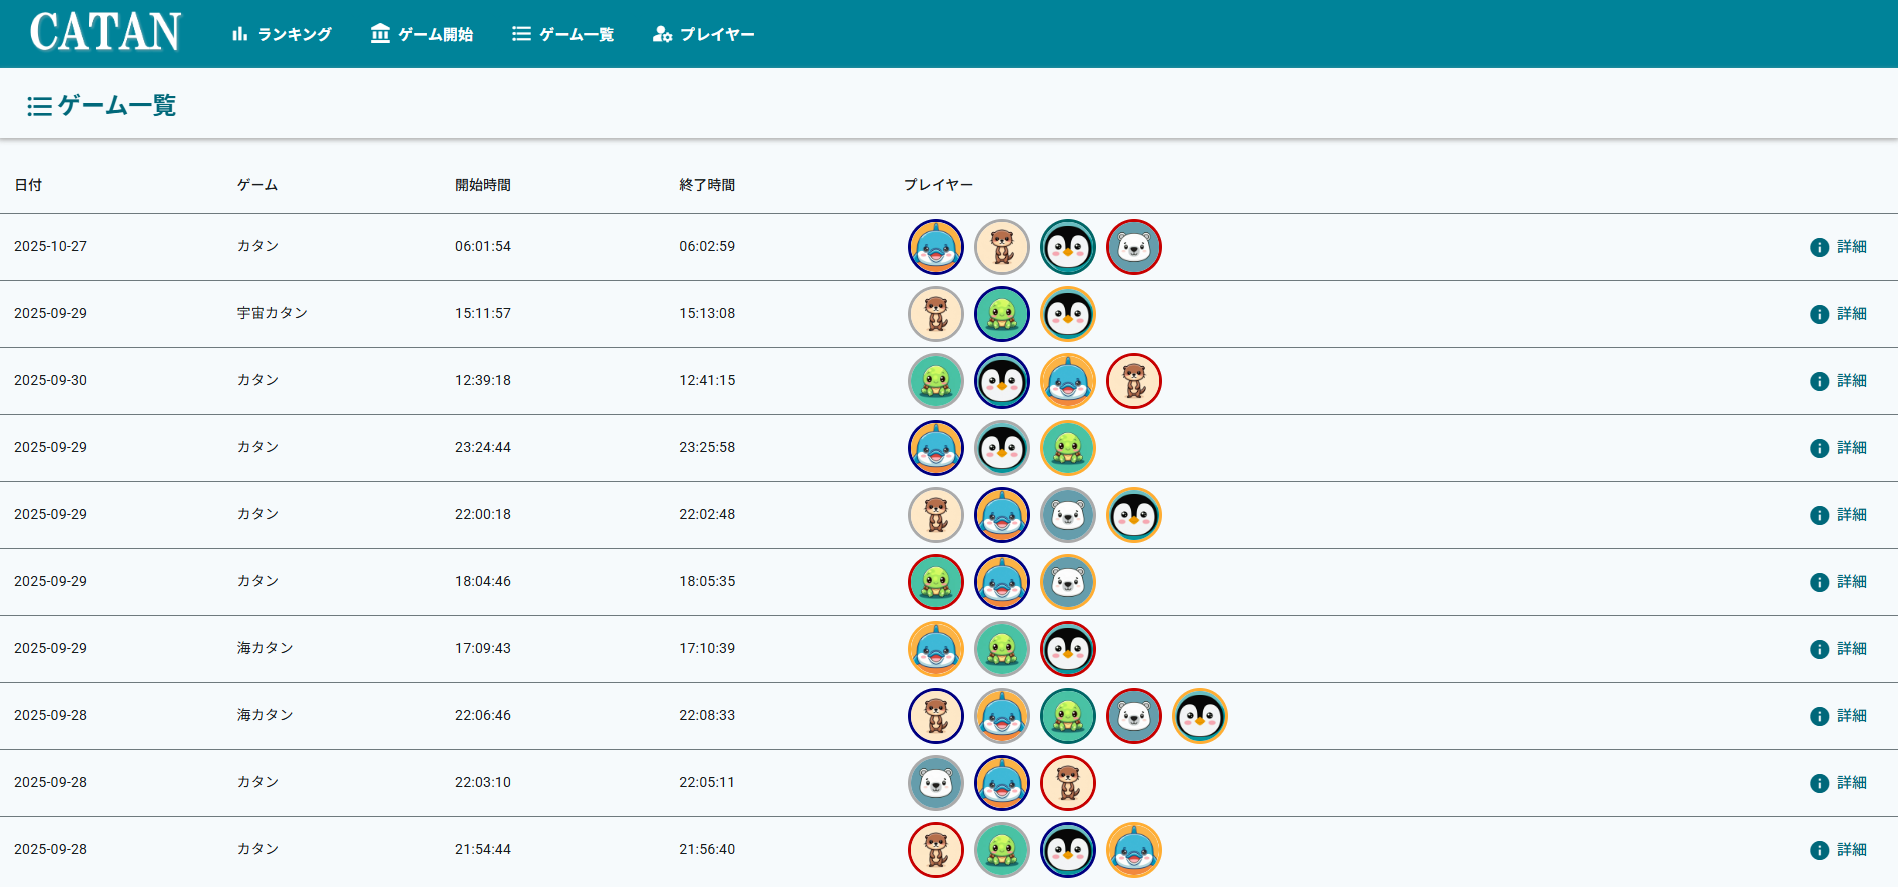 CATAN ランキング ゲーム開始 ゲーム一覧 プレイヤー
ゲーム一覧
日付 ゲーム 開始時間 終了時間 プレイヤー
2025-10-27 カタン 06:01:54 06:02:59 詳細
2025-09-29 宇宙カタン 15:11:57 15:13:08 詳細
2025-09-30 カタン 12:39:18 12:41:15 詳細
2025-09-29 カタン 23:24:44 23:25:58 詳細
2025-09-29 カタン 22:00:18 22:02:48 詳細
2025-09-29 カタン 18:04:46 18:05:35 詳細
2025-09-29 海カタン 17:09:43 17:10:39 詳細
2025-09-28 海カタン 22:06:46 22:08:33 詳細
2025-09-28 カタン 22:03:10 22:05:11 詳細
2025-09-28 カタン 21:54:44 21:56:40 詳細